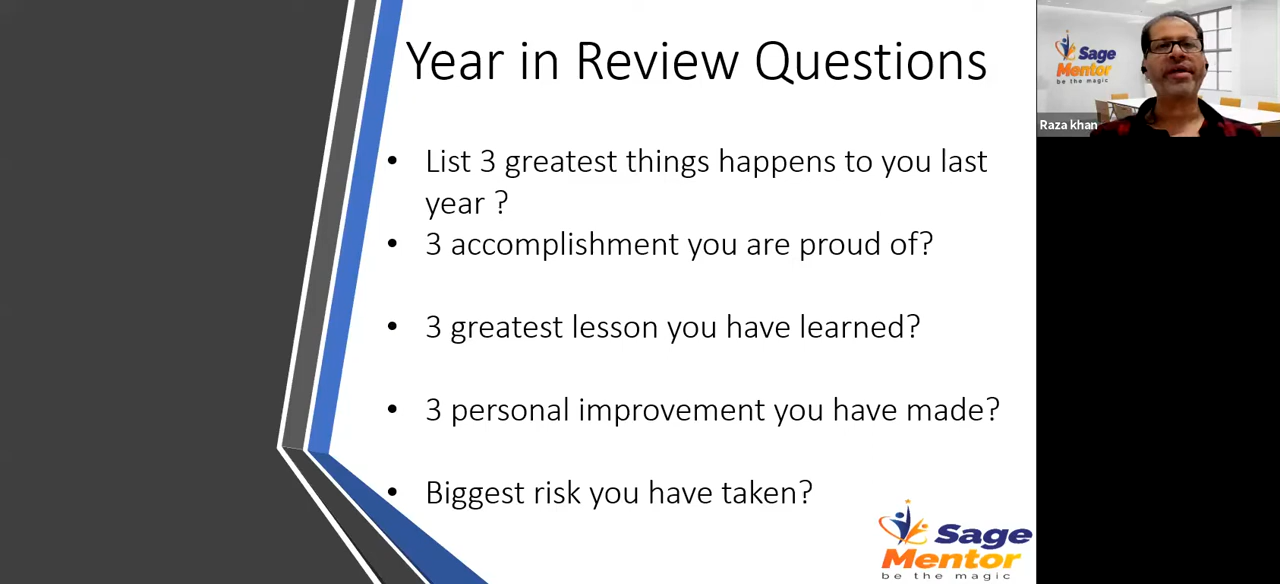 Year in Review Questions
• List 3 greatest things happens to you last
year ?
• 3 accomplishment you are proud of?
• 3 greatest lesson you have learned?
• 3 personal improvement you have made?
• Biggest risk you have taken?
Sage
Mentor
be the magic
Sage
Mentor
be the magic
Raza khan